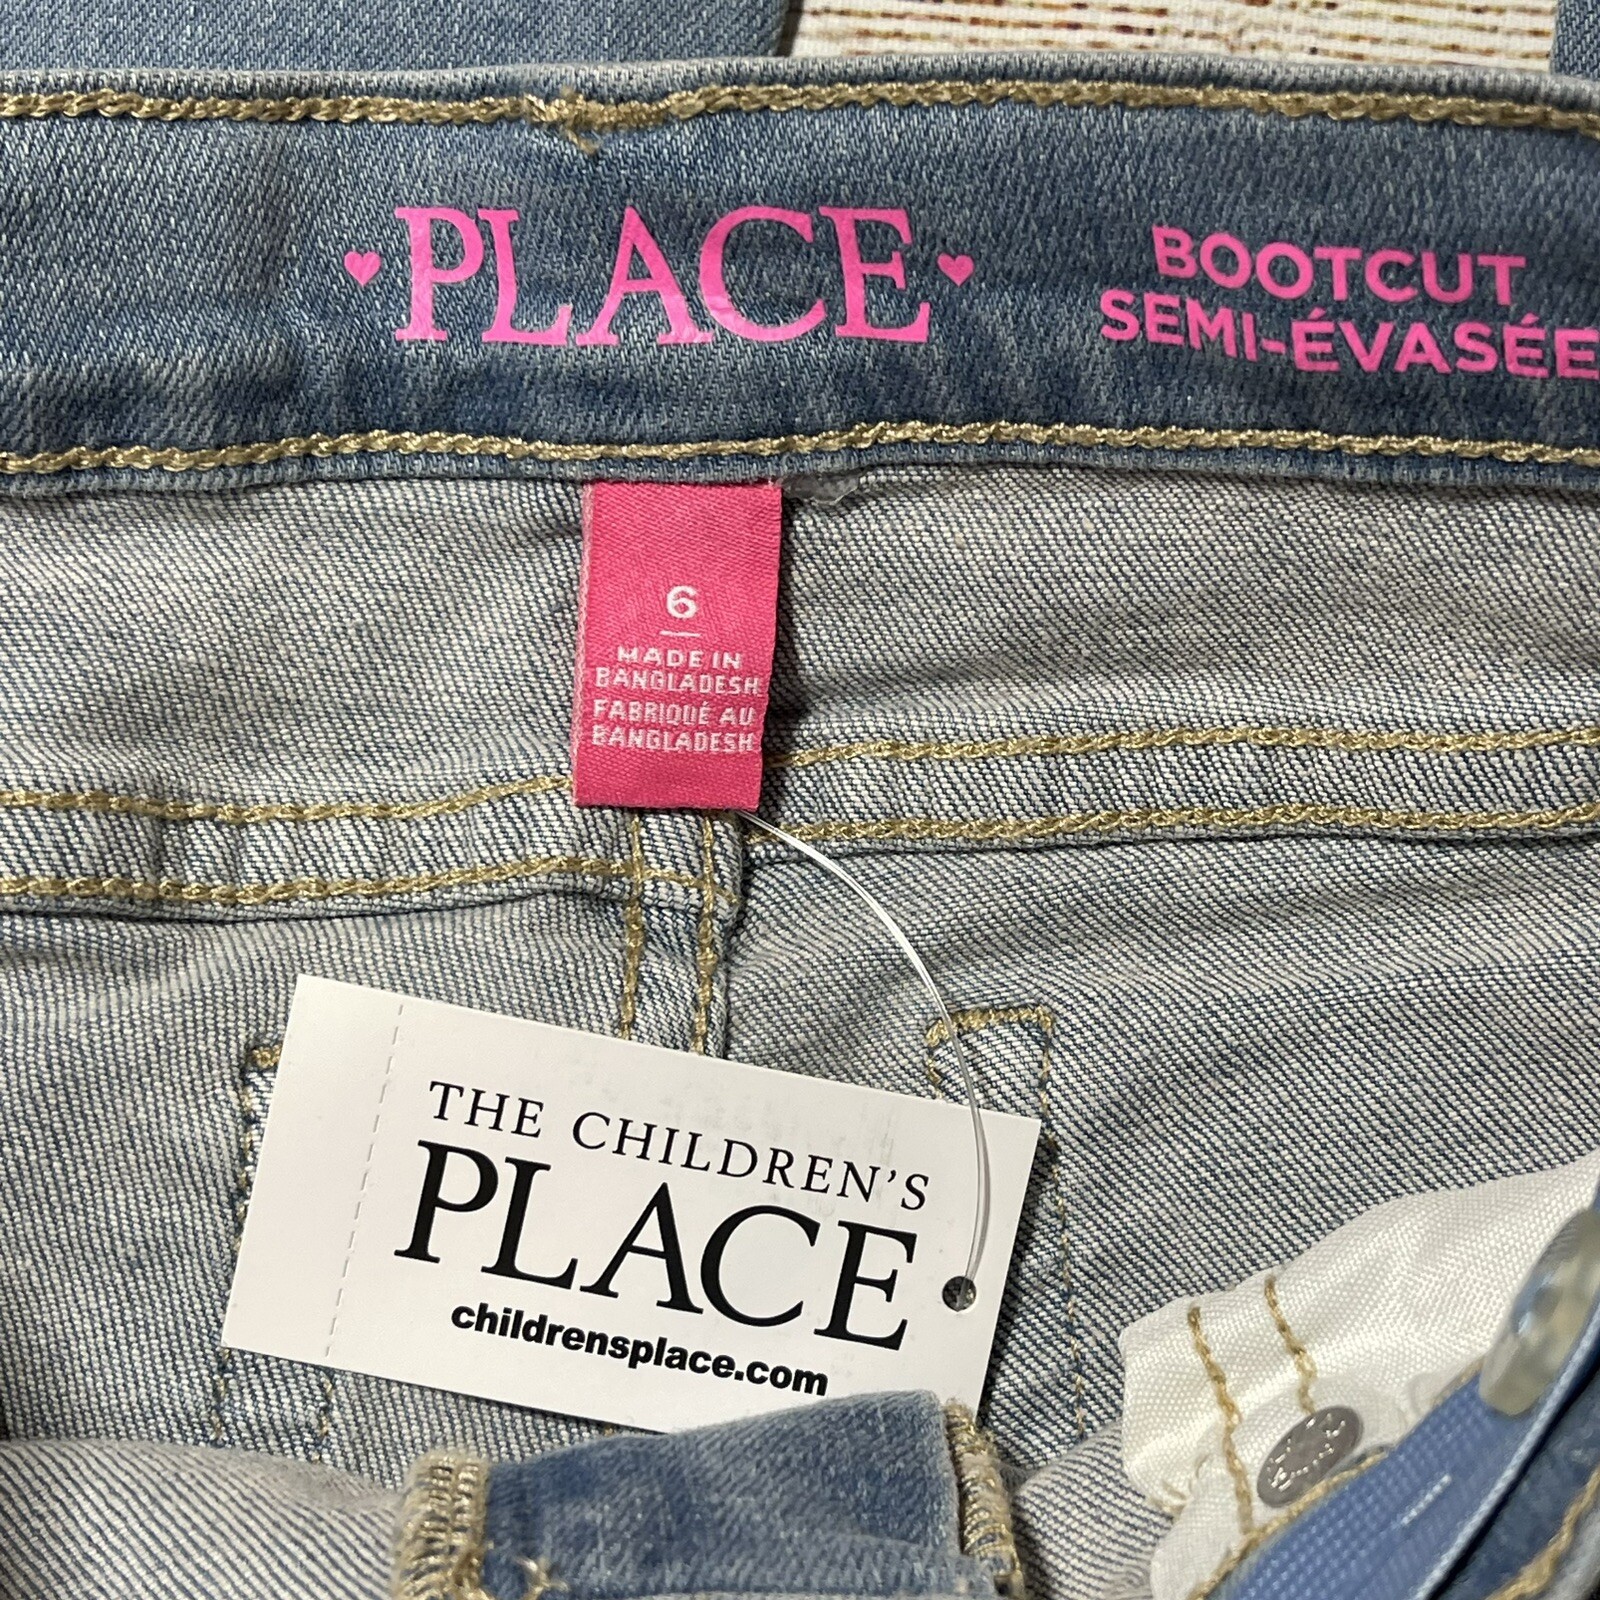 PLACE
BOOTCUT
SEMI-ÉVASÉE
6
MADE IN
BANGLADESH
FABRIQUÉ AU
BANGLADESH
THE CHILDREN'S
PLACE
childrensplace.com